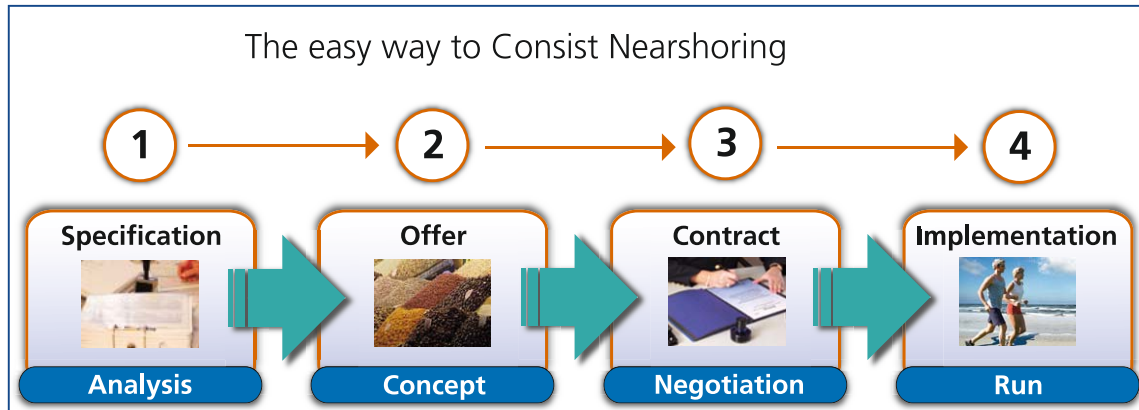 The easy way to Consist Nearshoring
1
2
3
4
Specification
Offer
Contract
Implementation
Analysis
Concept
Negotiation
Run